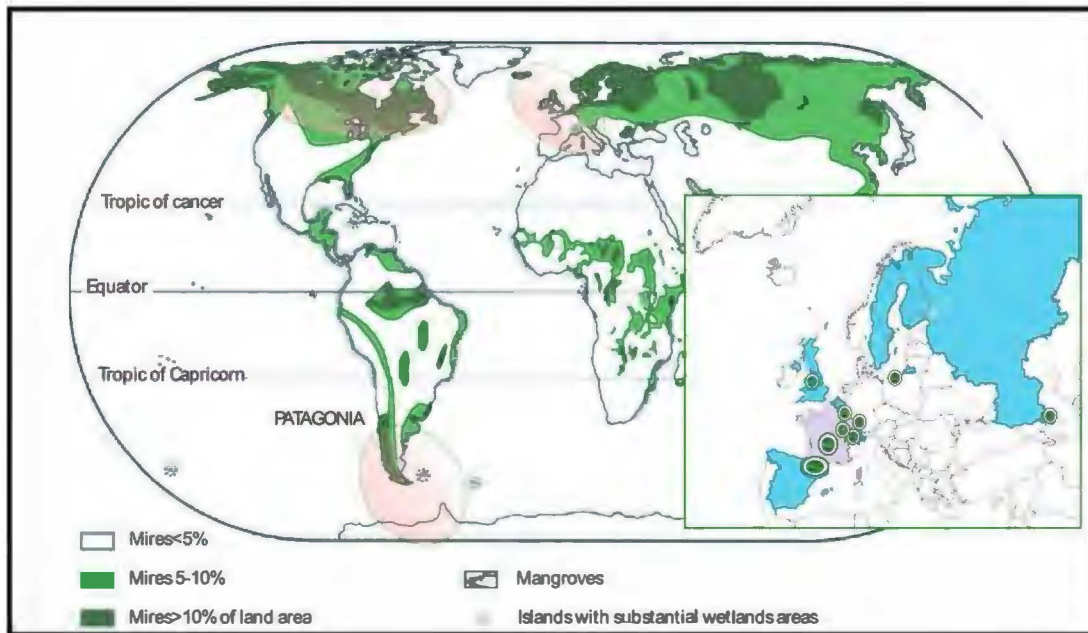 Tropic of cancer
Equator
Tropic of Capricorn
PATAGONIA
Mires<5%
Mires 5-10%
Mires>10% of land area
Mangroves
Islands with substantial wetlands areas